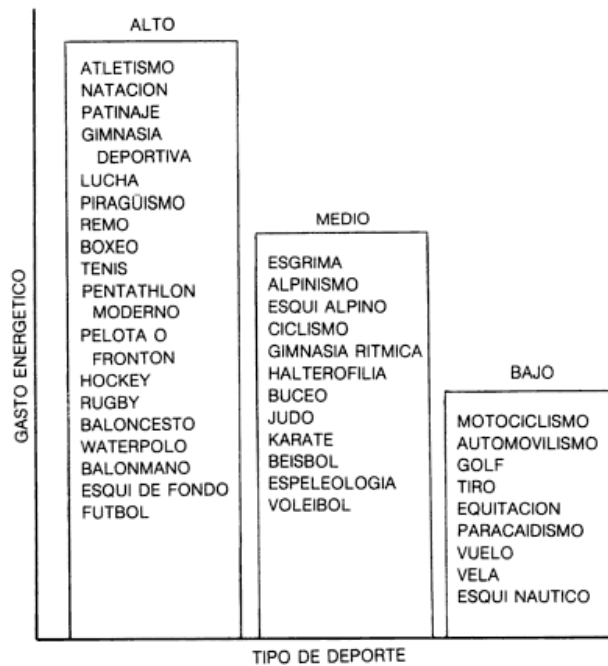 ALTO
ATLETISMO
NATACION
PATINAJE
GIMNASIA
DEPORTIVA
LUCHA
PIRAGÜISMO
REMO
BOXEO
TENIS
PENTATHLON
MODERNO
PELOTA O
FRONTON
HOCKEY
RUGBY
BALONCESTO
WATERPOLO
BALONMANO
ESQUI DE FONDO
FUTBOL
MEDIO
ESGRIMA
ALPINISMO
ESQUI ALPINO
CICLISMO
GIMNASIA RITMICA
HALTEROFILIA
BUCEO
JUDO
KARATE
BEISBOL
ESPELEOLOGIA
VOLEIBOL
BAJO
MOTOCICLISMO
AUTOMOVILISMO
GOLF
TIRO
EQUITACION
PARACAIDISMO
VUELO
VELA
ESQUI NAUTICO
GASTO ENERGETICO
TIPO DE DEPORTE